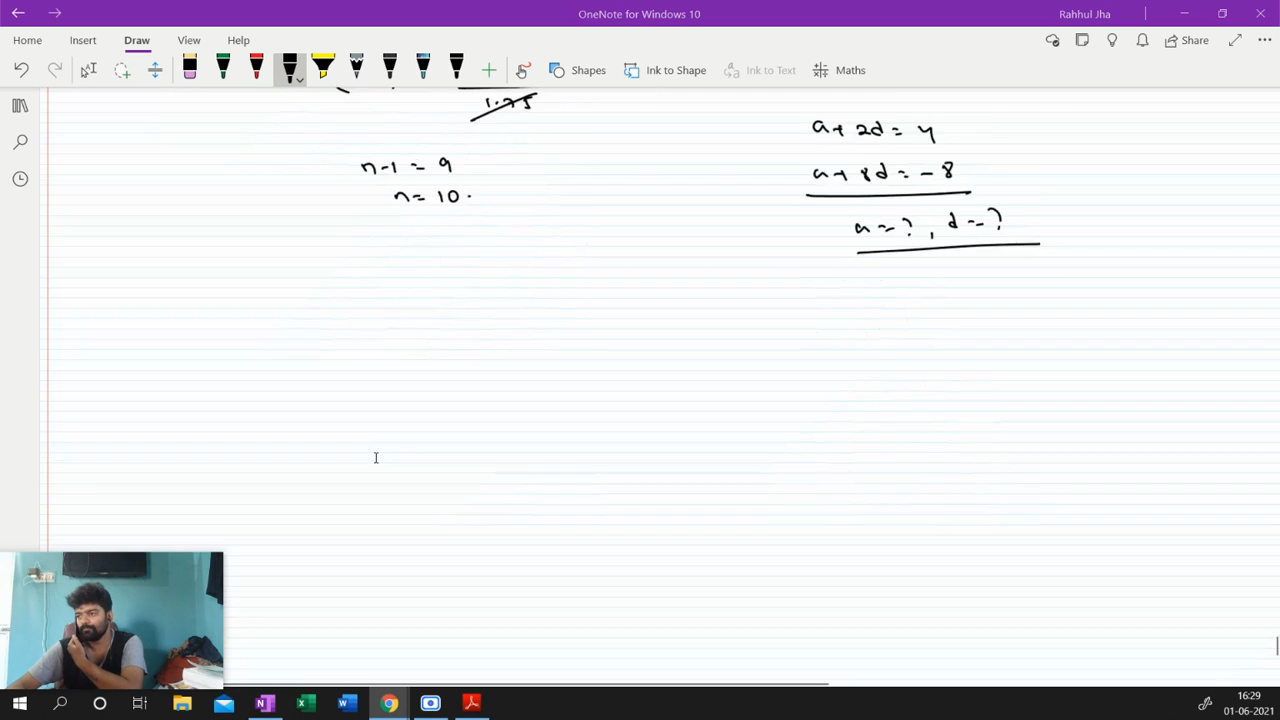 OneNote for Windows 10
Rahhul Jha
Home Insert Draw View Help
Share
Shapes
Ink to Shape
Ink to Text
Maths
1.75
n-1 = 9
n = 10.
a + 2d = 4
a + 8d = - 8
a = ? , d = ?
16:29
01-06-2021